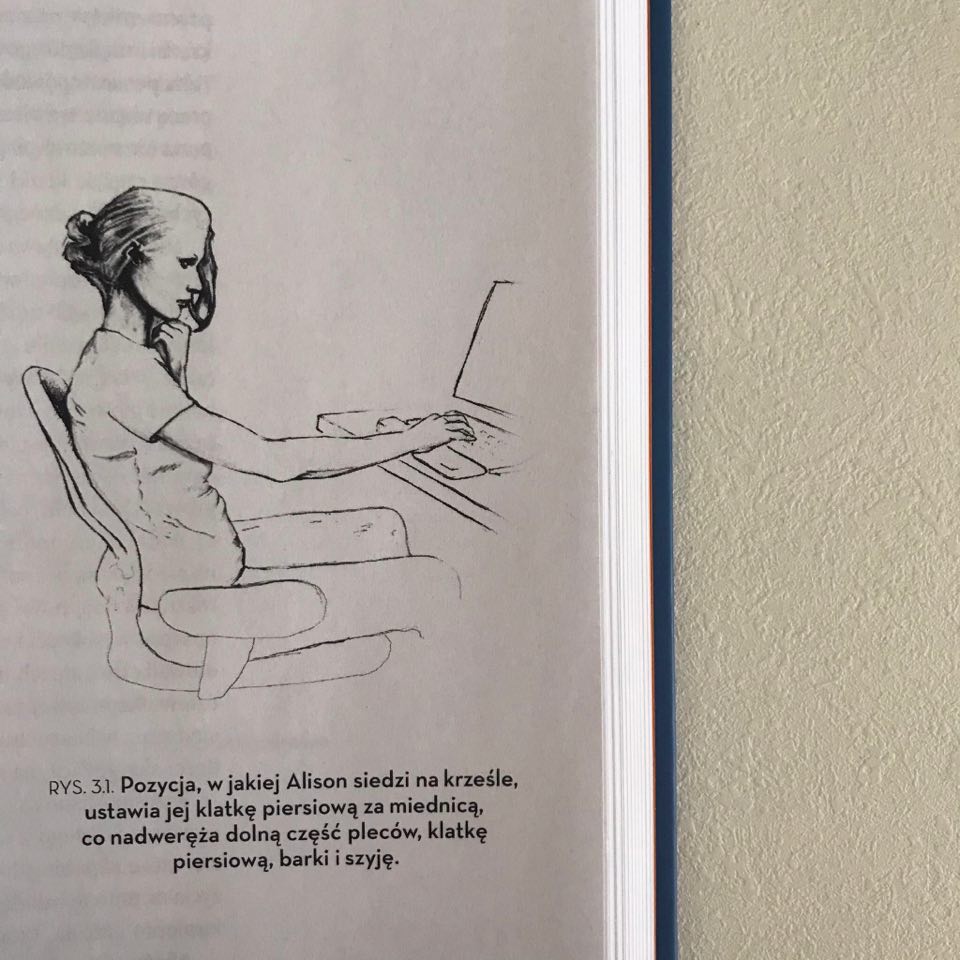 RYS. 3.1. Pozycja, w jakiej Alison siedzi na krześle,
ustawia jej klatkę piersiową za miednicą,
co nadweręża dolną część pleców, klatkę
piersiową, barki i szyję.